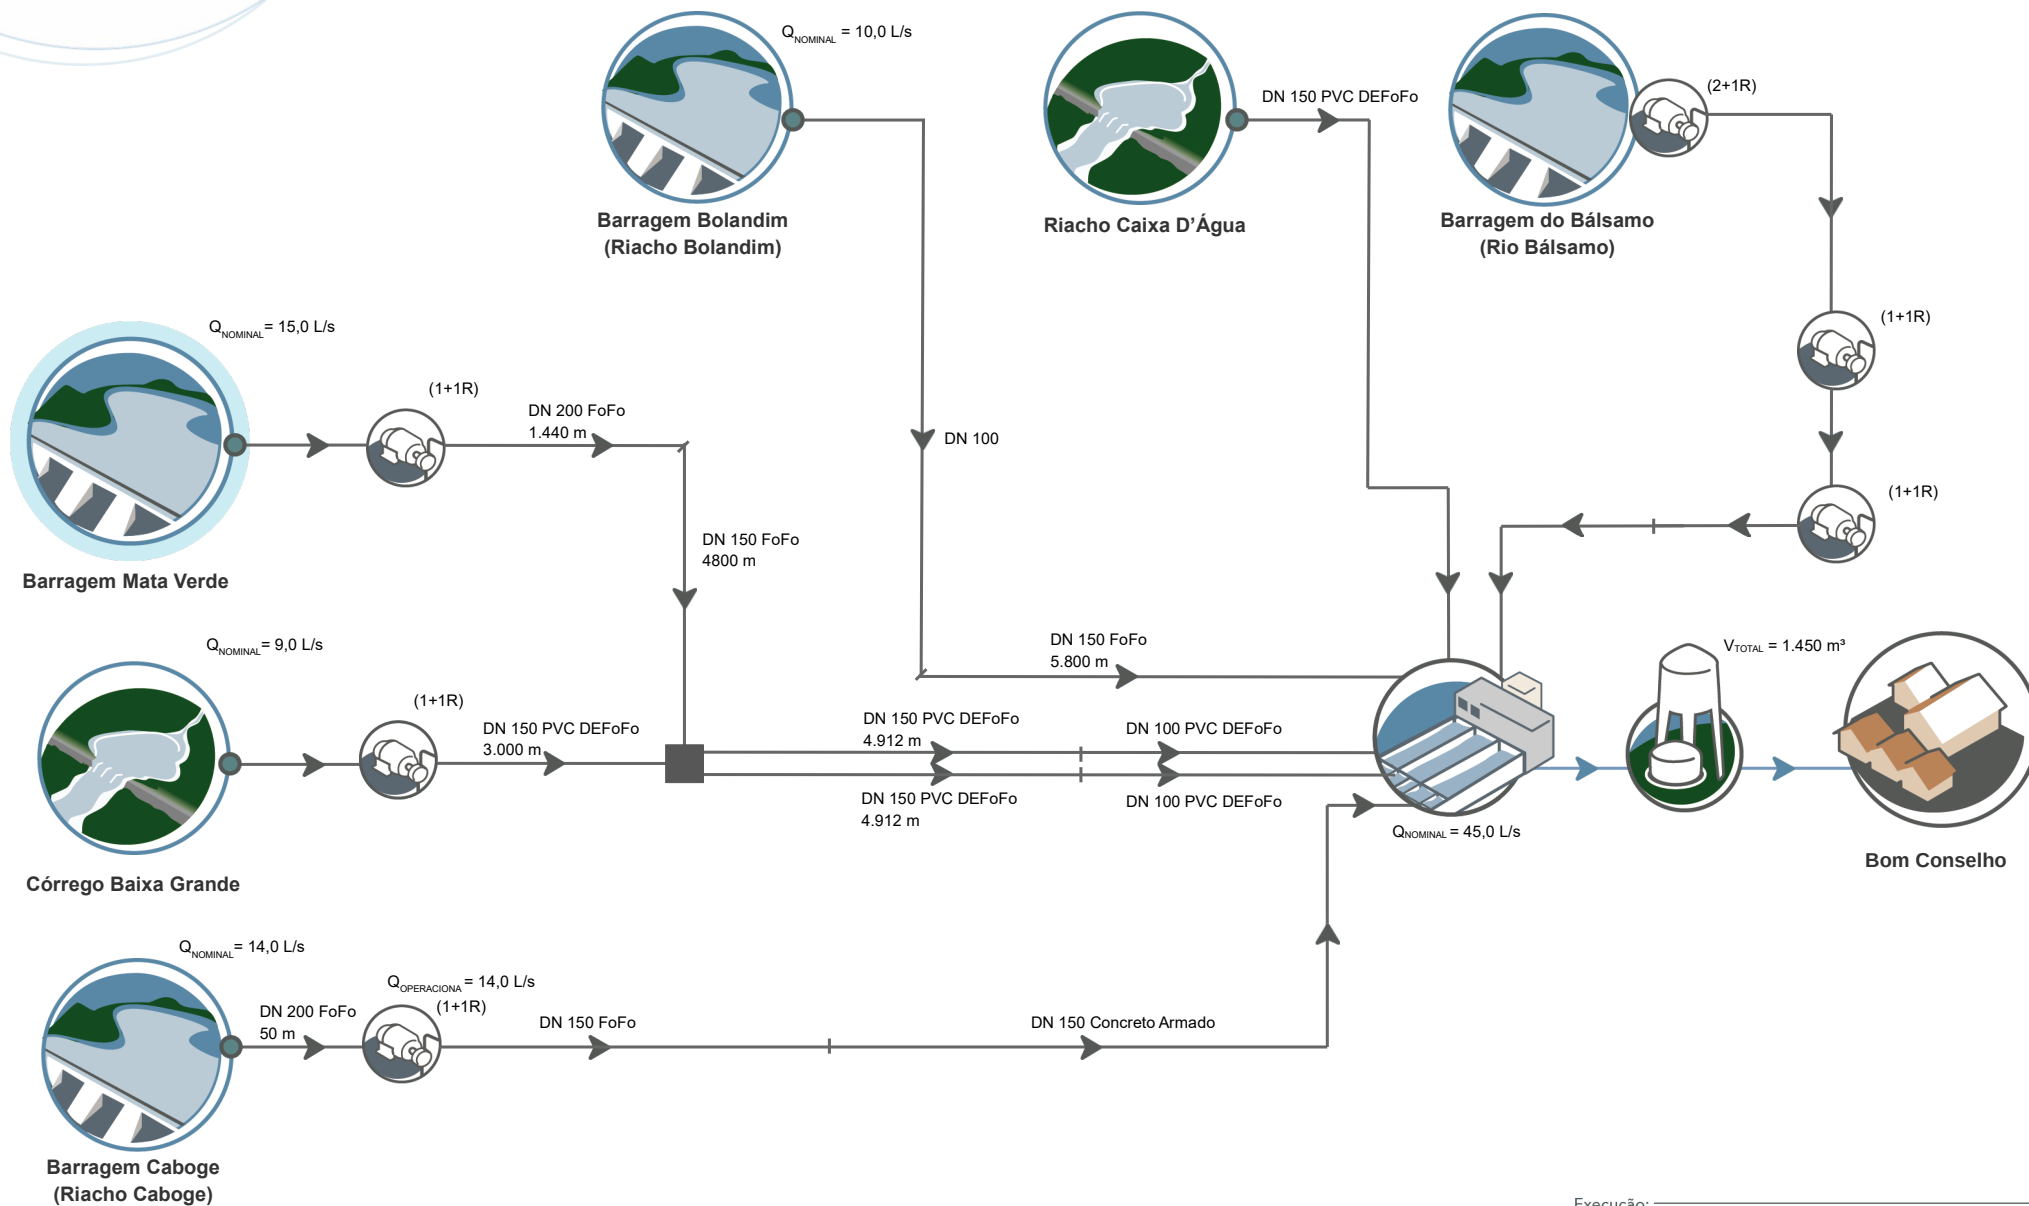 Q NOMINAL = 10,0 L/s
Barragem Bolandim
(Riacho Bolandim)
DN 150 PVC DEFoFo
Riacho Caixa D'Água
(2+1R)
Barragem do Bálsamo
(Rio Bálsamo)
(1+1R)
(1+1R)
Q NOMINAL = 15,0 L/s
(1+1R)
DN 200 FoFo
1.440 m
Barragem Mata Verde
DN 150 FoFo
4800 m
DN 100
DN 150 FoFo
5.800 m
Q NOMINAL = 9,0 L/s
(1+1R)
DN 150 PVC DEFoFo
3.000 m
Córrego Baixa Grande
DN 150 PVC DEFoFo
4.912 m
DN 100 PVC DEFoFo
DN 150 PVC DEFoFo
4.912 m
DN 100 PVC DEFoFo
Q NOMINAL = 45,0 L/s
V TOTAL = 1.450 m³
Bom Conselho
Q NOMINAL = 14,0 L/s
DN 200 FoFo
50 m
Q OPERACIONA = 14,0 L/s
(1+1R)
DN 150 FoFo
DN 150 Concreto Armado
Barragem Caboge
(Riacho Caboge)
Execução: